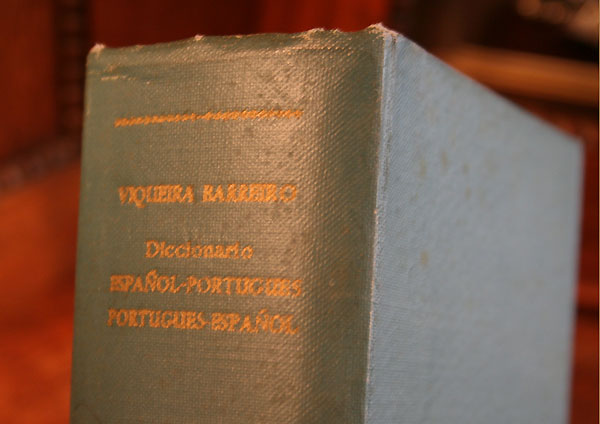 VIQUEIRA BARREIRO
Diccionario
ESPAÑOL-PORTUGUES
PORTUGUES-ESPAÑOL